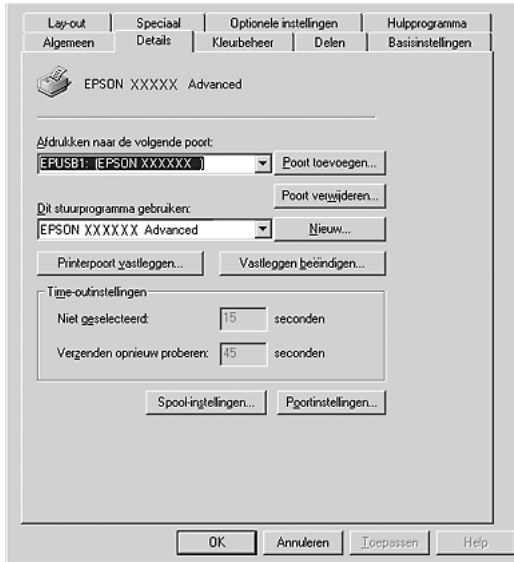 Lay-out Speciaal Optionele instellingen Hulpprogramma
Algemeen Details Kleurbeheer Delen Basisinstellingen
EPSON XXXXX Advanced
Afdrukken naar de volgende poort:
EPUSB1: (EPSON XXXXXX ) Poort toevoegen...
Poort verwijderen...
Dit stuurprogramma gebruiken:
EPSON XXXXXX Advanced Nieuw...
Printerpoort vastleggen... Vastleggen beëindigen...
Time-outinstellingen
Niet geselecteerd: 15 seconden
Verzenden opnieuw proberen: 45 seconden
Spool-instellingen... Poortinstellingen...
OK Annuleren Toepassen Help